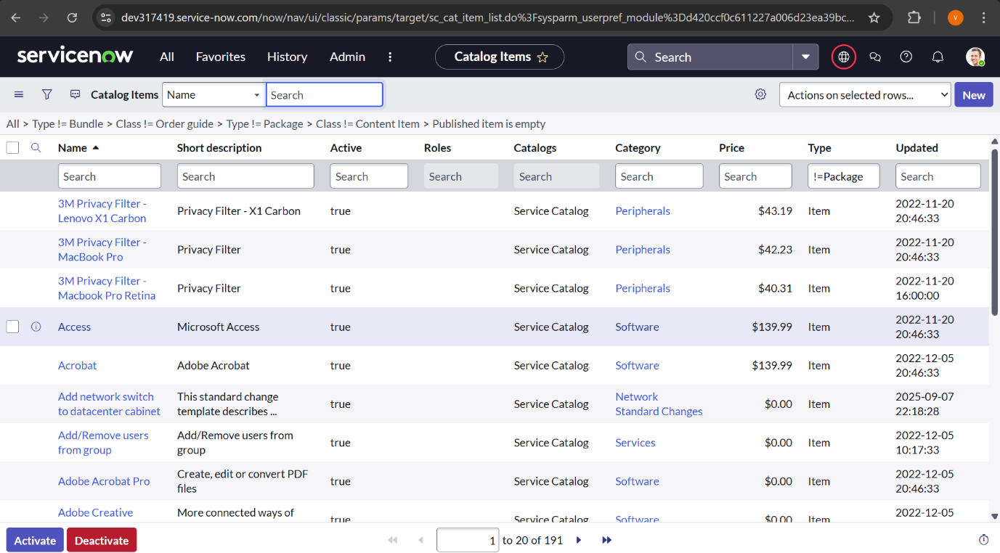 dev317419.service-now.com/now/nav/ui/classic/params/target/sc_cat_item_list.do%3Fsysparm_userpref_module%3Dd420ccf0c611227a006d23ea39bc...
V
servicenow All Favorites History Admin Catalog Items Search
Catalog Items Name Search Actions on selected rows... New
All > Type != Bundle > Class != Order guide > Type != Package > Class != Content Item > Published item is empty
Name Short description Active Roles Catalogs Category Price Type Updated
Search Search Search Search Search Search Search !=Package Search
3M Privacy Filter -
Lenovo X1 Carbon
Privacy Filter - X1 Carbon true Service Catalog Peripherals $43.19 Item
2022-11-20
20:46:33
3M Privacy Filter -
MacBook Pro
Privacy Filter true Service Catalog Peripherals $42.23 Item
2022-11-20
20:46:33
3M Privacy Filter -
Macbook Pro Retina
Privacy Filter true Service Catalog Peripherals $40.31 Item
2022-11-20
16:00:00
Access Microsoft Access true Service Catalog Software $139.99 Item
2022-11-20
20:46:33
Acrobat Adobe Acrobat true Service Catalog Software $139.99 Item
2022-12-05
20:46:33
Add network switch
to datacenter cabinet
This standard change
template describes ...
true Service Catalog
Network
Standard Changes
$0.00 Item
2025-09-07
22:18:28
Add/Remove users
from group
Add/Remove users from
group
true Service Catalog Services $0.00 Item
2022-12-05
10:17:33
Adobe Acrobat Pro
Create, edit or convert PDF
files
true Service Catalog Software $0.00 Item
2022-12-05
20:46:33
Adobe Creative
More connected ways of
true Service Catalog Software $0.00 Item
2022-12-05
Activate Deactivate 1 to 20 of 191